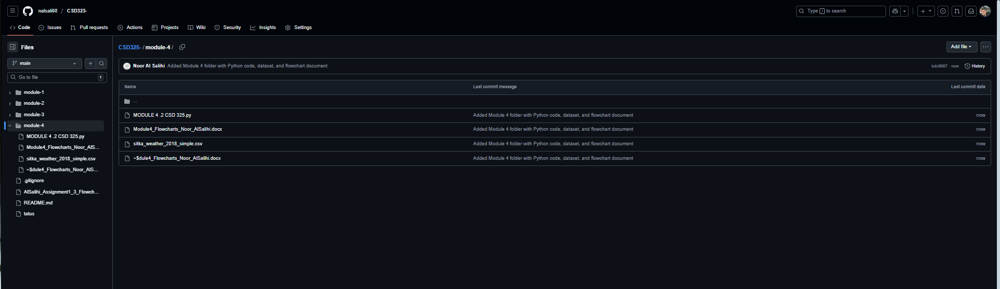 nalsali98 / CSD325-
Type / to search
Code Issues Pull requests Actions Projects Wiki Security Insights Settings
Files
main
Go to file t
module-1
module-2
module-3
module-4
MODULE 4 .2 CSD 325.py
Module4_Flowcharts_Noor_AlS...
sitka_weather_2018_simple.csv
~$dule4_Flowcharts_Noor_AlS...
.gitignore
AlSalihi_Assignment1_3_Flowch...
README.md
tatus
CSD325- / module-4 /
Add file
Noor Al Salihi Added Module 4 folder with Python code, dataset, and flowchart document bdc8667 · now History
Name Last commit message Last commit date
..
MODULE 4 .2 CSD 325.py Added Module 4 folder with Python code, dataset, and flowchart document now
Module4_Flowcharts_Noor_AlSalihi.docx Added Module 4 folder with Python code, dataset, and flowchart document now
sitka_weather_2018_simple.csv Added Module 4 folder with Python code, dataset, and flowchart document now
~$dule4_Flowcharts_Noor_AlSalihi.docx Added Module 4 folder with Python code, dataset, and flowchart document now